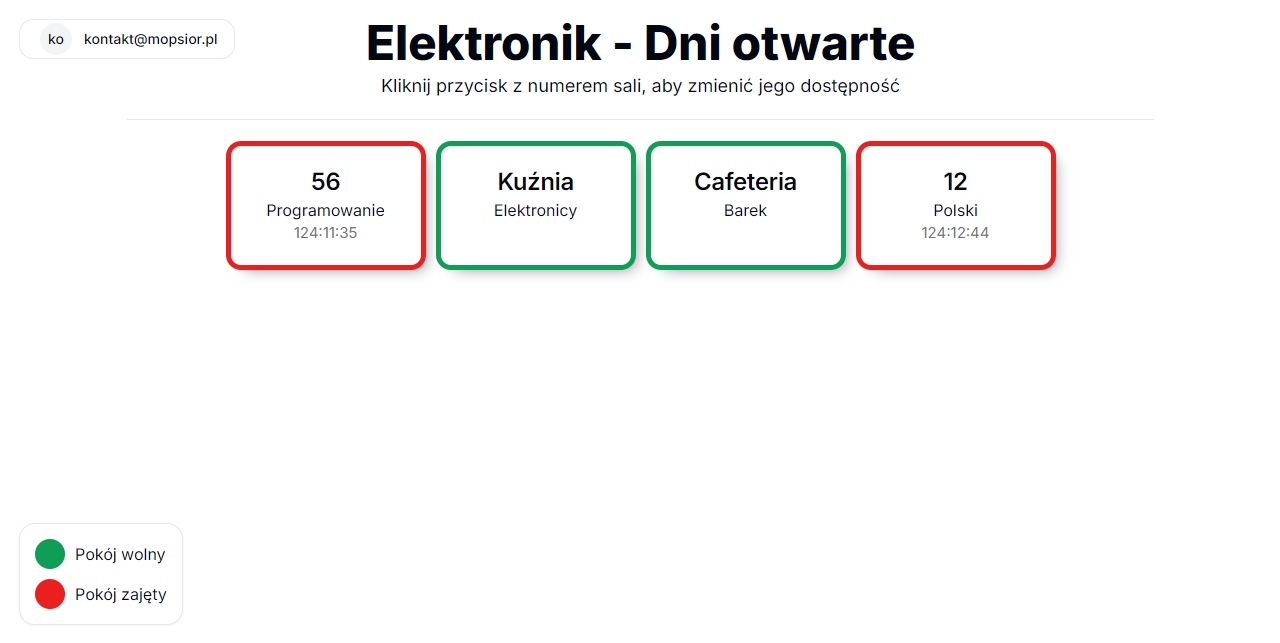 ko kontakt@mopsior.pl
Elektronik - Dni otwarte
Kliknij przycisk z numerem sali, aby zmienić jego dostępność
56
Programowanie
124:11:35
Kuźnia
Elektronicy
Cafeteria
Barek
12
Polski
124:12:44
Pokój wolny
Pokój zajęty